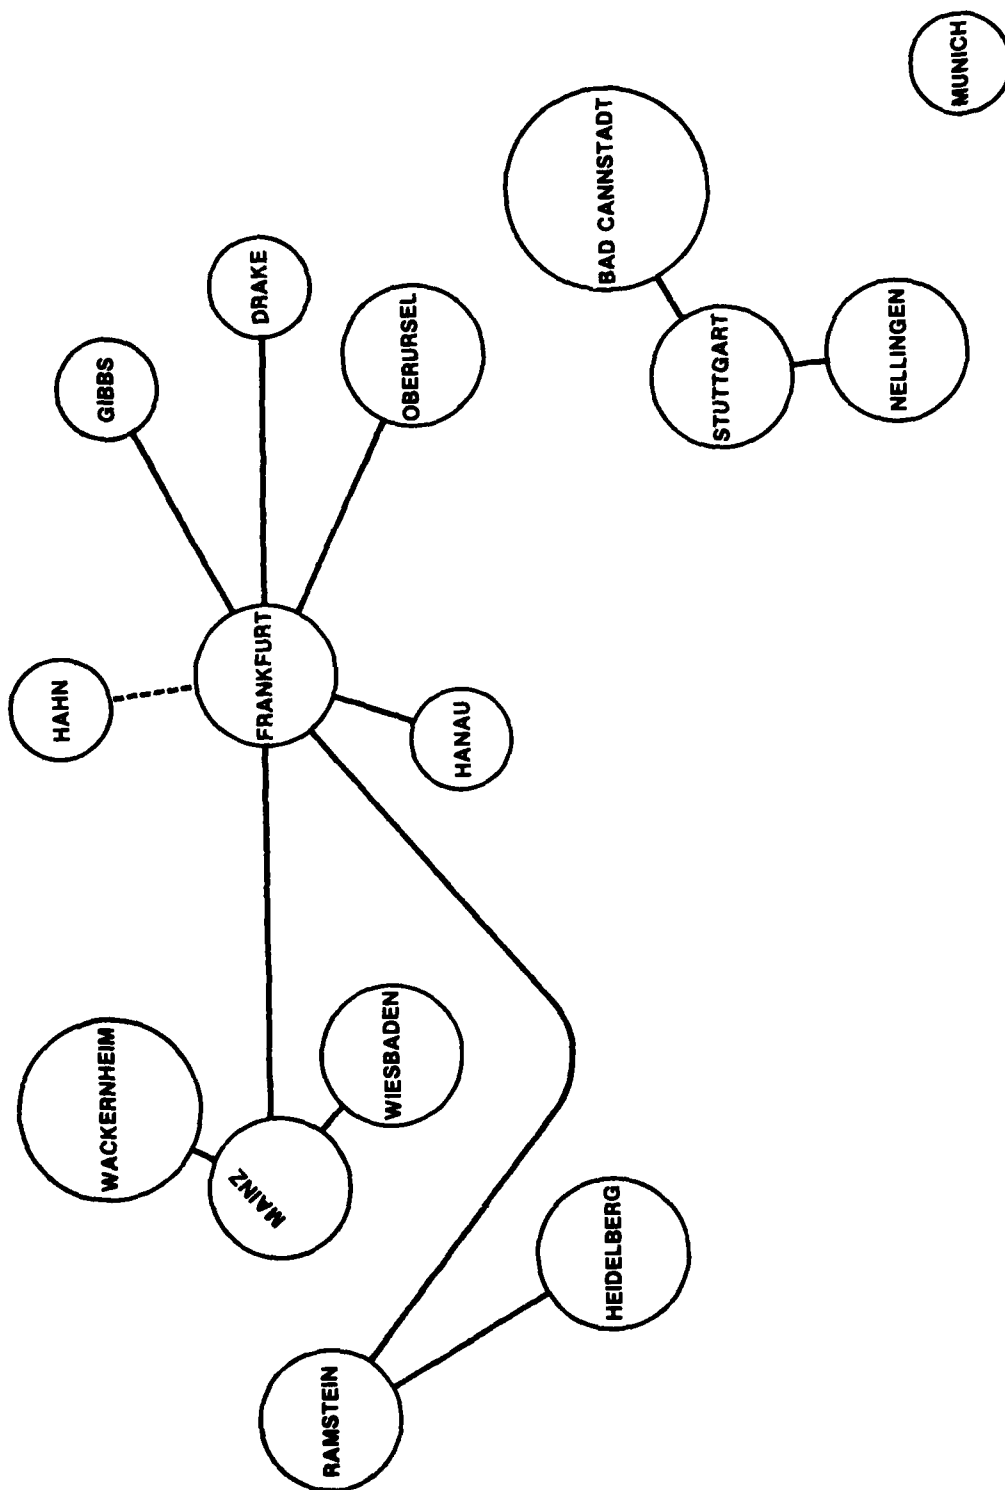 RAMSTEIN
HEIDELBERG
MAINZ
WACKERNHEIM
WIESBADEN
HAHN
FRANKFURT
HANAU
GIBBS
DRAKE
OBERURSEL
STUTTGART
NELLINGEN
BAD CANNSTADT
MUNICH